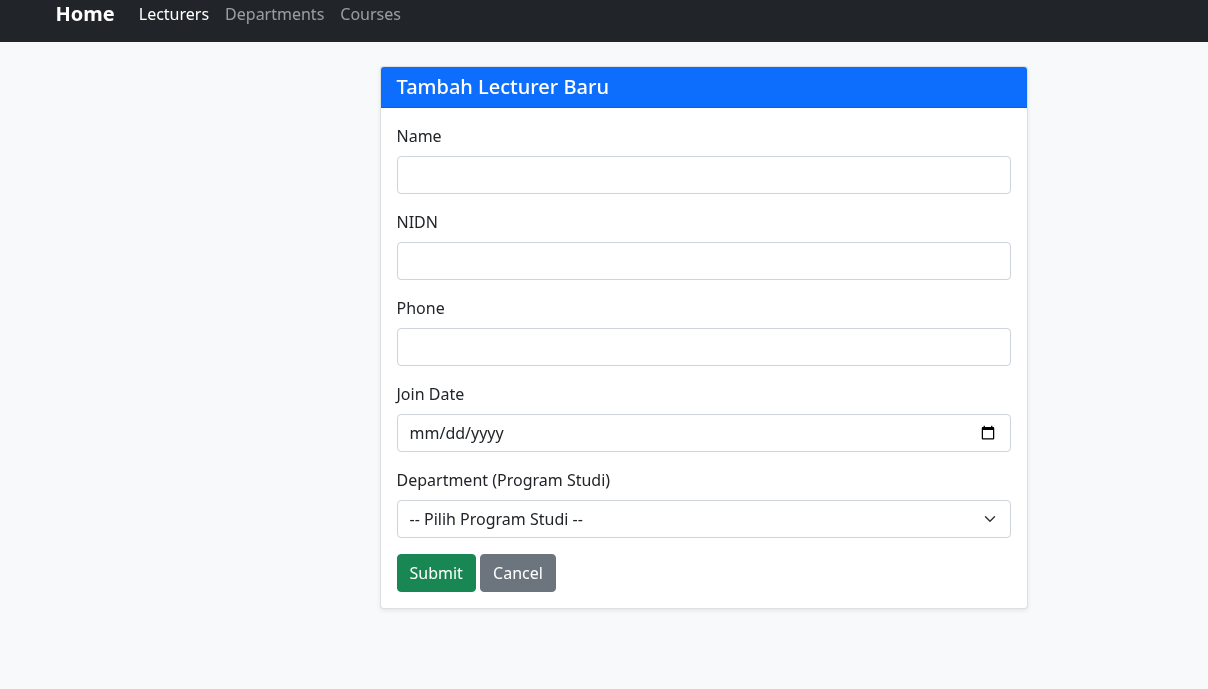 Home Lecturers Departments Courses
Tambah Lecturer Baru
Name
NIDN
Phone
Join Date
mm/dd/yyyy
Department (Program Studi)
-- Pilih Program Studi --
Submit Cancel